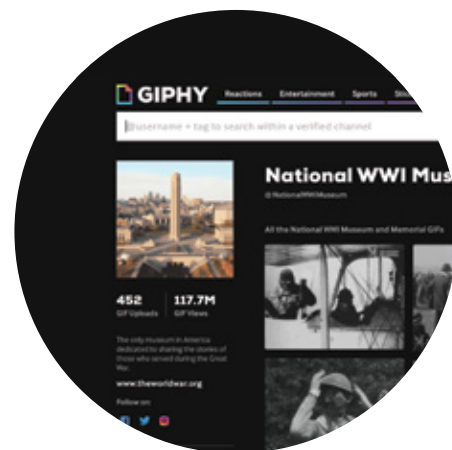 GIPHY Reactions Entertainment Sports
@username + tag to search within a verified channel
National WWI Mus
@NationalWWIMuseum
All the National WWI Museum and Memorial GIFs
452 117.7M
GIF Uploads GIF Views
The only museum in America
dedicated to sharing the stories of
those who served during the Great
War.
www.theworldwar.org
Follow on: